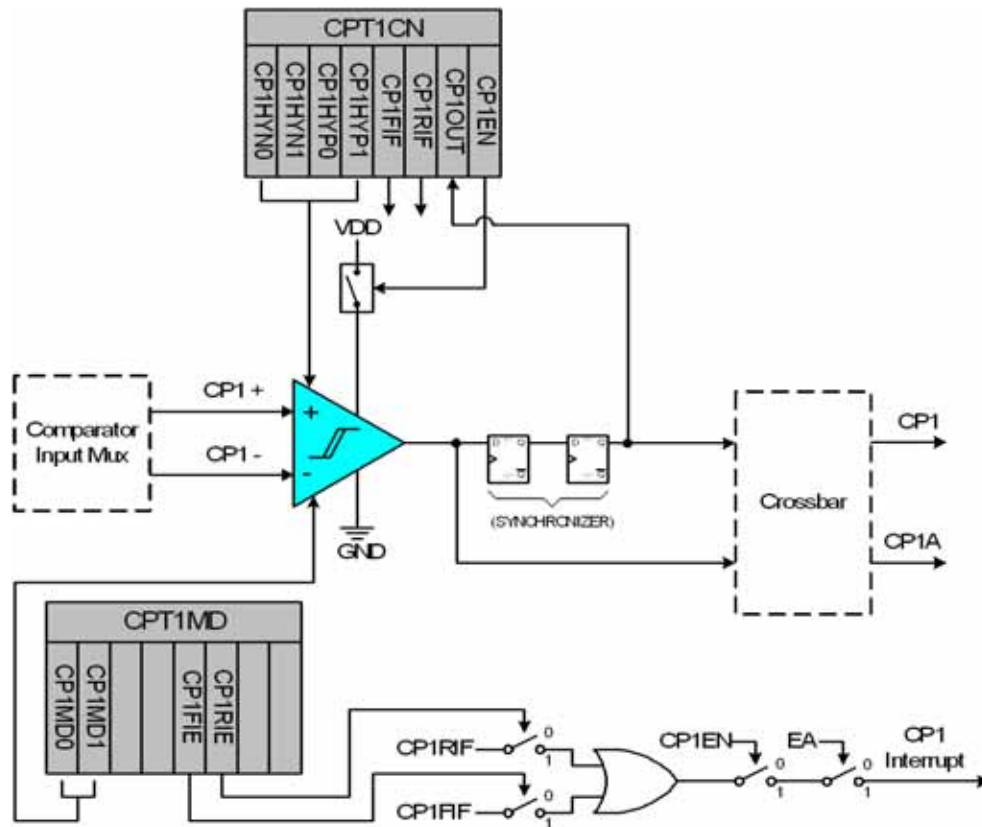 CPT1CN
CP1HYN0
CP1HYN1
CP1HYP0
CP1HYP1
CP1FIF
CP1RIF
CP1OUT
CP1EN
VDD
Comparator
Input Mux
CP1 +
CP1 -
+
-
GND
D Q
Q
D Q
Q
(SYNCHRONIZER)
Crossbar
CP1
CP1A
CPT1MD
CP1MD0
CP1MD1
CP1FIE
CP1RIE
CP1RIF
0
1
CP1FIF
0
1
CP1EN
0
1
EA
0
1
CP1
Interrupt